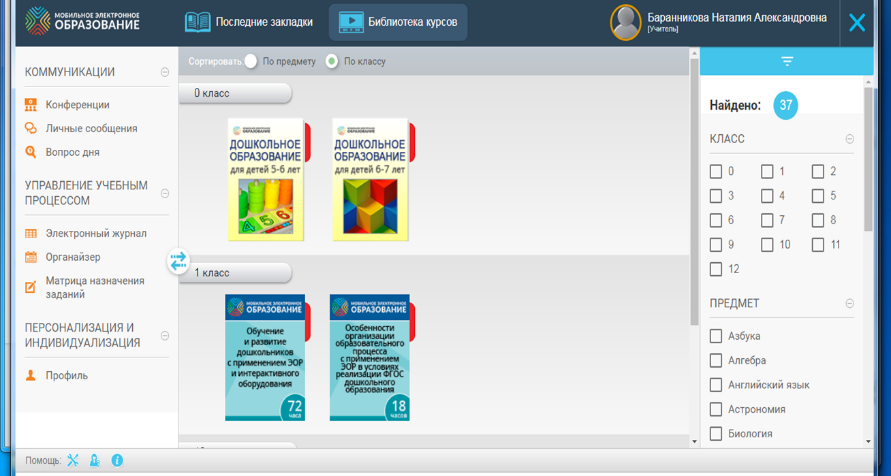 МОБИЛЬНОЕ ЭЛЕКТРОННОЕ
ОБРАЗОВАНИЕ
Последние закладки
Библиотека курсов
Баранникова Наталия Александровна
[Учитель]
КОММУНИКАЦИИ
Конференции
Личные сообщения
Вопрос дня
УПРАВЛЕНИЕ УЧЕБНЫМ
ПРОЦЕССОМ
Электронный журнал
Органайзер
Матрица назначения
заданий
ПЕРСОНАЛИЗАЦИЯ И
ИНДИВИДУАЛИЗАЦИЯ
Профиль
Сортировать
По предмету
По классу
0 класс
МОБИЛЬНОЕ ЭЛЕКТРОННОЕ
ОБРАЗОВАНИЕ
ДОШКОЛЬНОЕ
ОБРАЗОВАНИЕ
для детей 5-6 лет
4 5 6
МОБИЛЬНОЕ ЭЛЕКТРОННОЕ
ОБРАЗОВАНИЕ
ДОШКОЛЬНОЕ
ОБРАЗОВАНИЕ
для детей 6-7 лет
1 класс
МОБИЛЬНОЕ ЭЛЕКТРОННОЕ
ОБРАЗОВАНИЕ
Обучение
и развитие
дошкольников
с применением ЭОР
и интерактивного
оборудования
72
часа
МОБИЛЬНОЕ ЭЛЕКТРОННОЕ
ОБРАЗОВАНИЕ
Особенности
организации
образовательного
процесса
с применением
ЭОР в условиях
реализации ФГОС
дошкольного
образования
18
часов
Найдено: 37
КЛАСС
0 1 2
3 4 5
6 7 8
9 10 11
12
ПРЕДМЕТ
Азбука
Алгебра
Английский язык
Астрономия
Биология
Помощь: